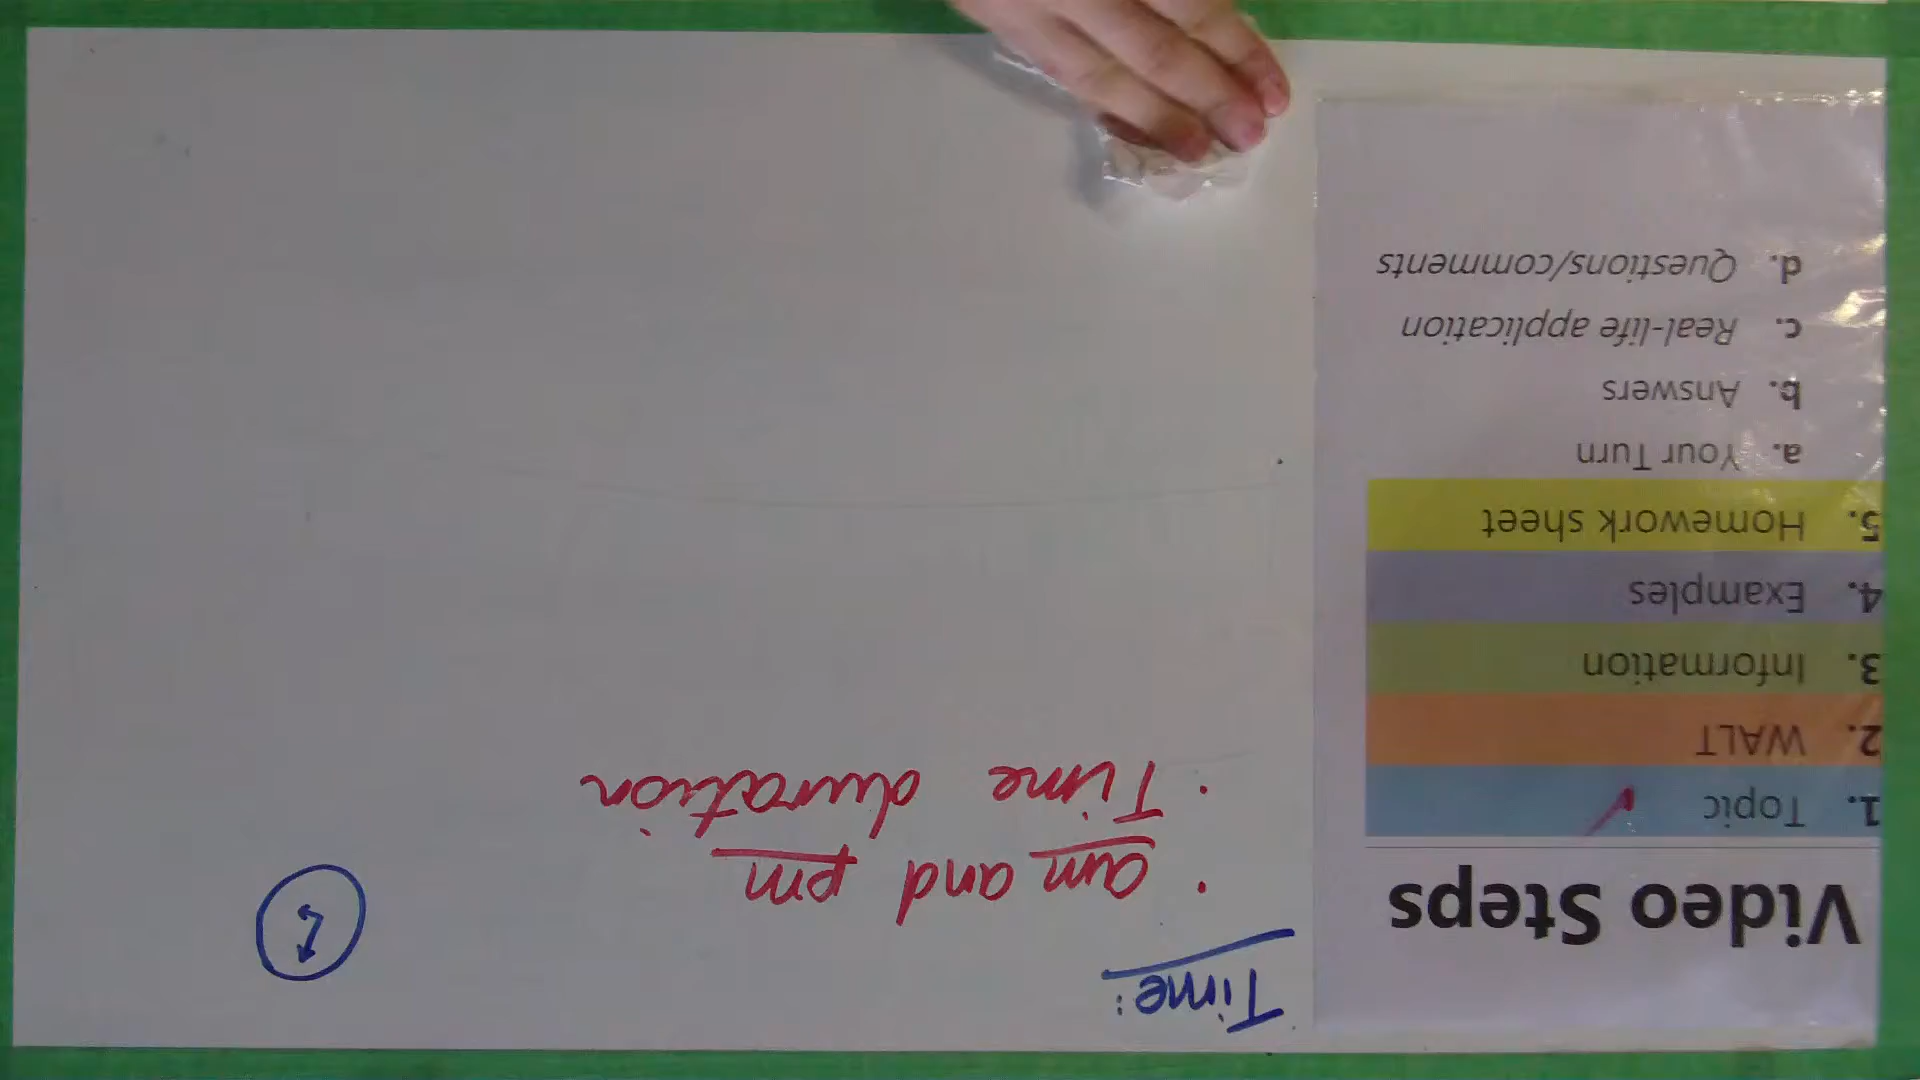 Video Steps
1. Topic
2. WALT
3. Information
4. Examples
5. Homework sheet
a. Your Turn
b. Answers
c. Real-life application
d. Questions/comments
Time:
· am and pm
· Time duration